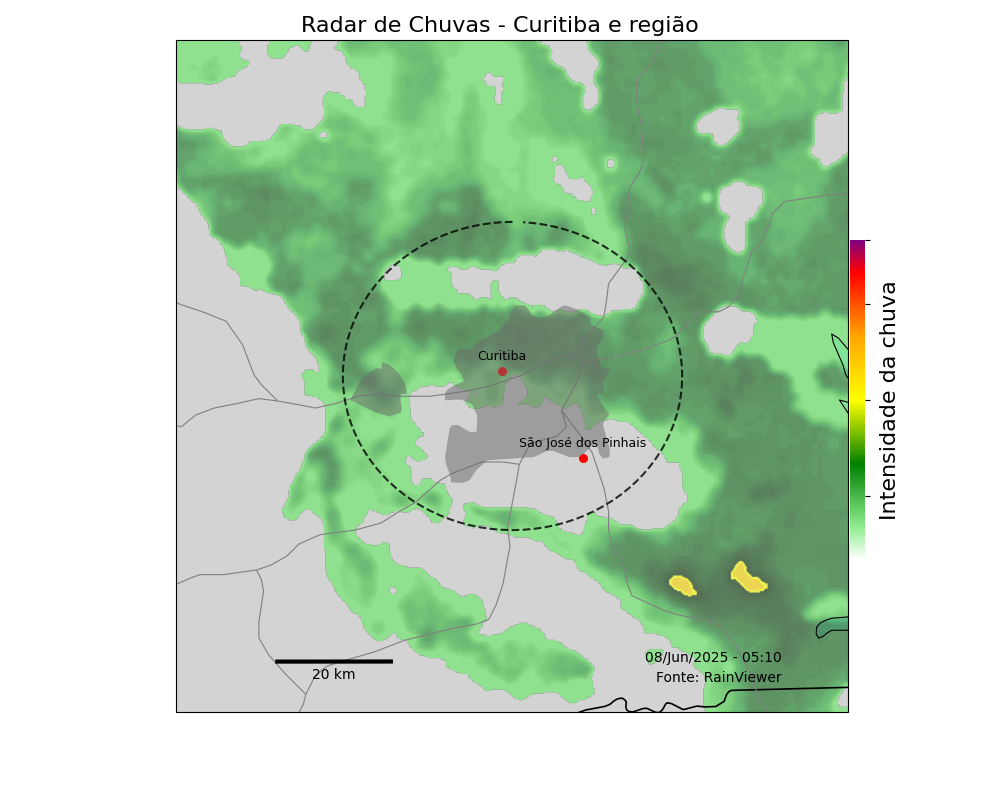 Radar de Chuvas - Curitiba e região
Curitiba
São José dos Pinhais
Intensidade da chuva
20 km
08/Jun/2025 - 05:10
Fonte: RainViewer